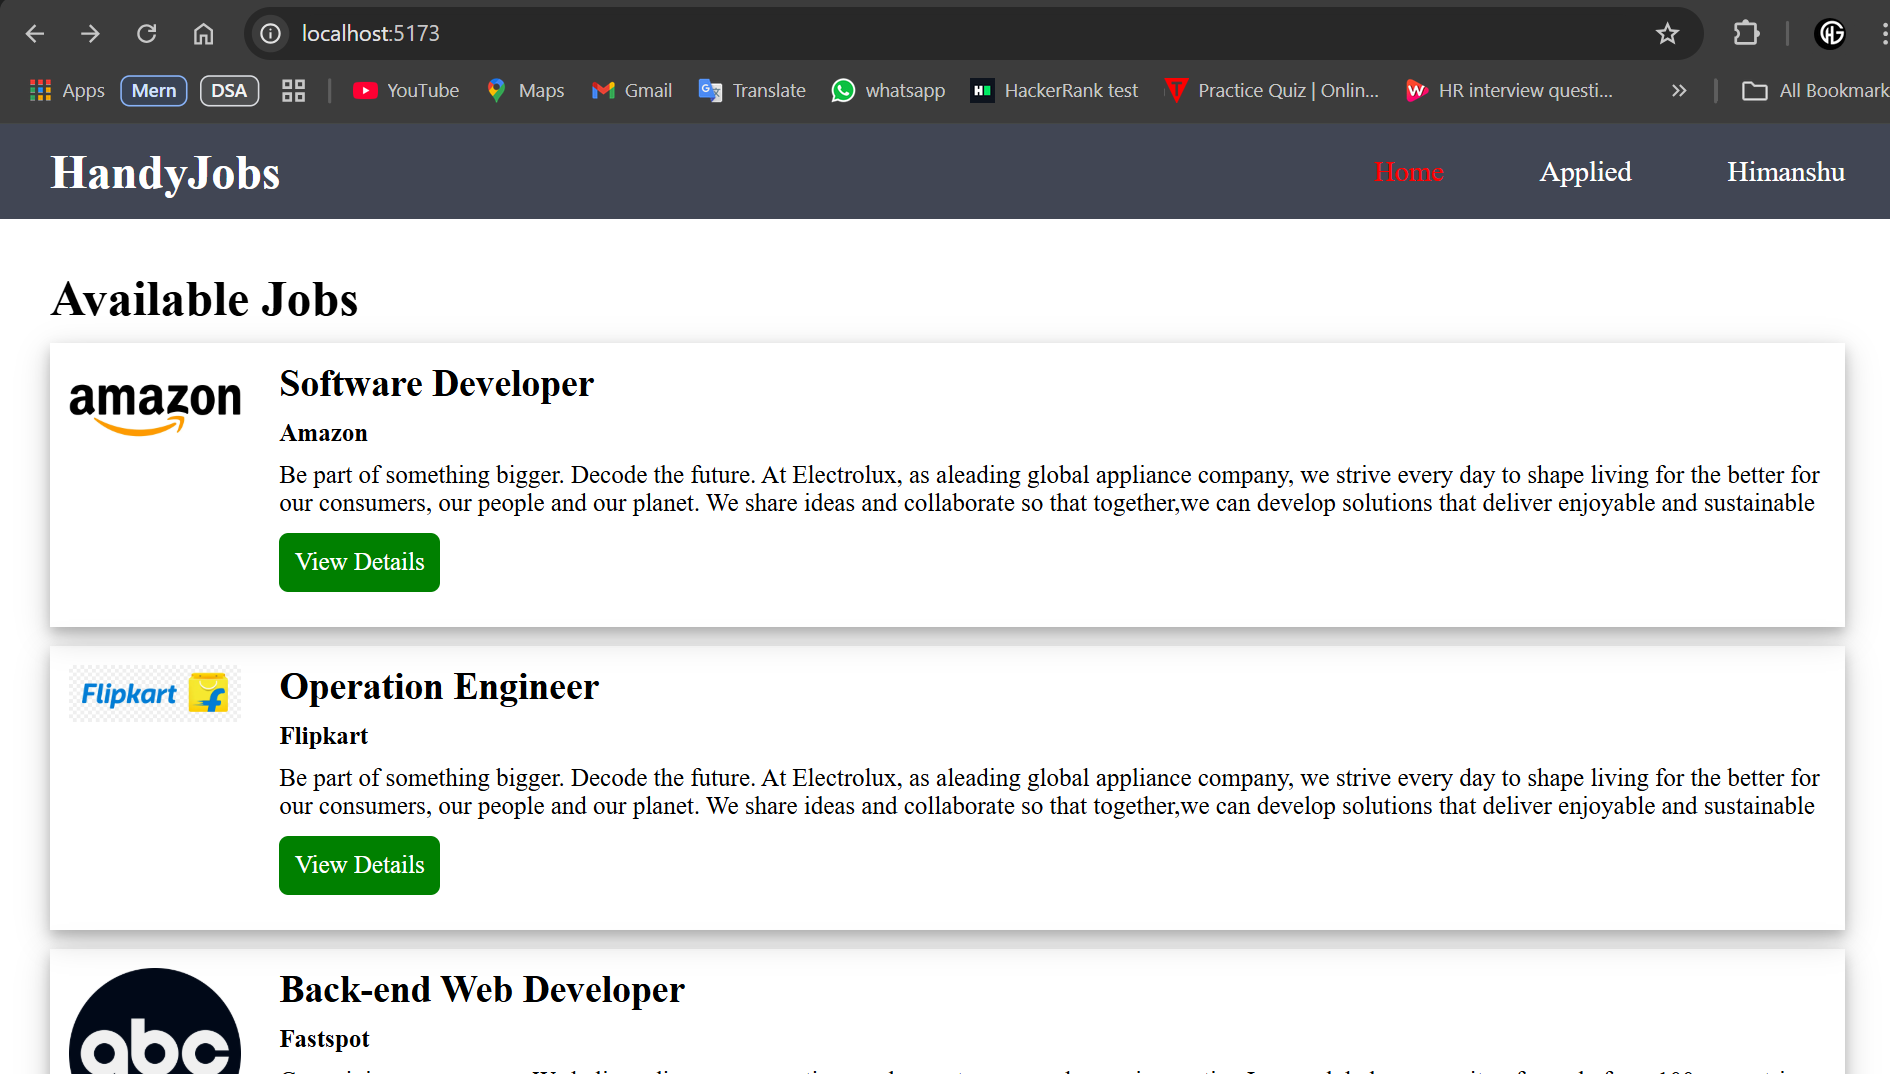 localhost:5173
Apps Mern DSA YouTube Maps Gmail Translate whatsapp HackerRank test Practice Quiz | Onlin... HR interview questi... » All Bookmark
HandyJobs Home Applied Himanshu
Available Jobs
amazon
Software Developer
Amazon
Be part of something bigger. Decode the future. At Electrolux, as aleading global appliance company, we strive every day to shape living for the better for
our consumers, our people and our planet. We share ideas and collaborate so that together,we can develop solutions that deliver enjoyable and sustainable
View Details
Flipkart
Operation Engineer
Flipkart
Be part of something bigger. Decode the future. At Electrolux, as aleading global appliance company, we strive every day to shape living for the better for
our consumers, our people and our planet. We share ideas and collaborate so that together,we can develop solutions that deliver enjoyable and sustainable
View Details
abc
Back-end Web Developer
Fastspot